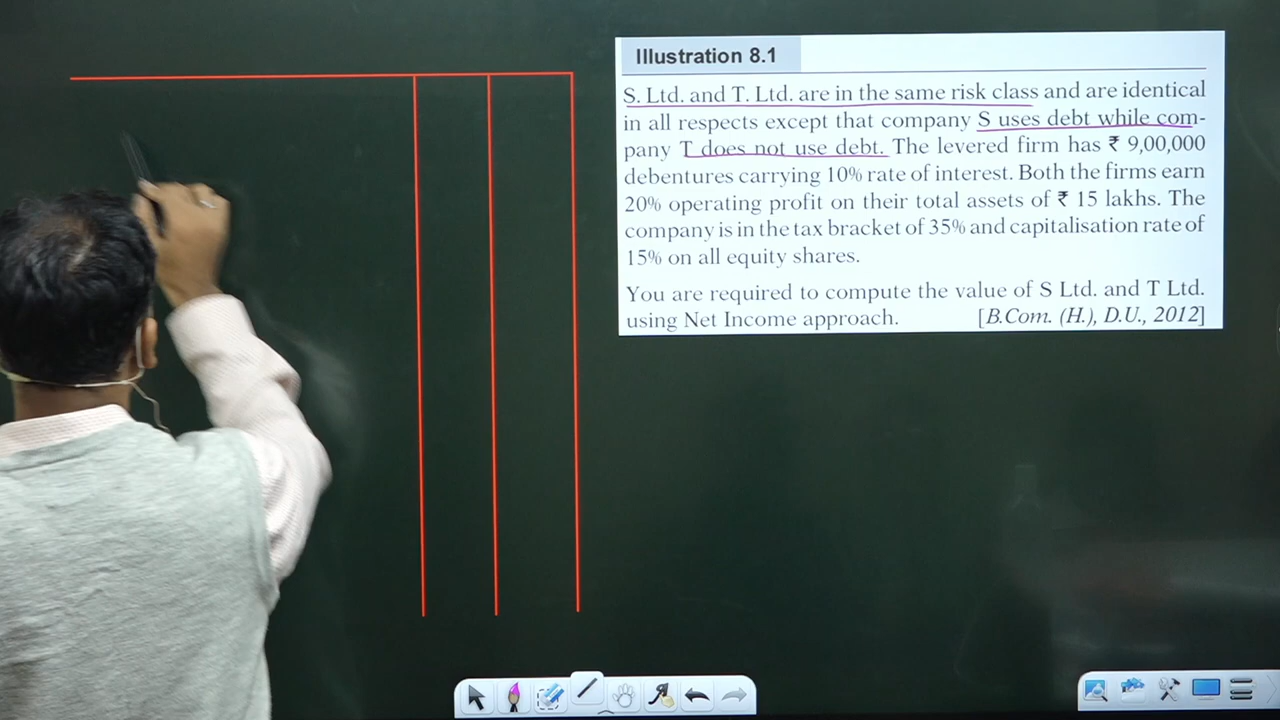 Illustration 8.1
S. Ltd. and T. Ltd. are in the same risk class and are identical
in all respects except that company S uses debt while com-
pany T does not use debt. The levered firm has ₹ 9,00,000
debentures carrying 10% rate of interest. Both the firms earn
20% operating profit on their total assets of ₹ 15 lakhs. The
company is in the tax bracket of 35% and capitalisation rate of
15% on all equity shares.
You are required to compute the value of S Ltd. and T Ltd.
using Net Income approach. [B.Com. (H.), D.U., 2012]